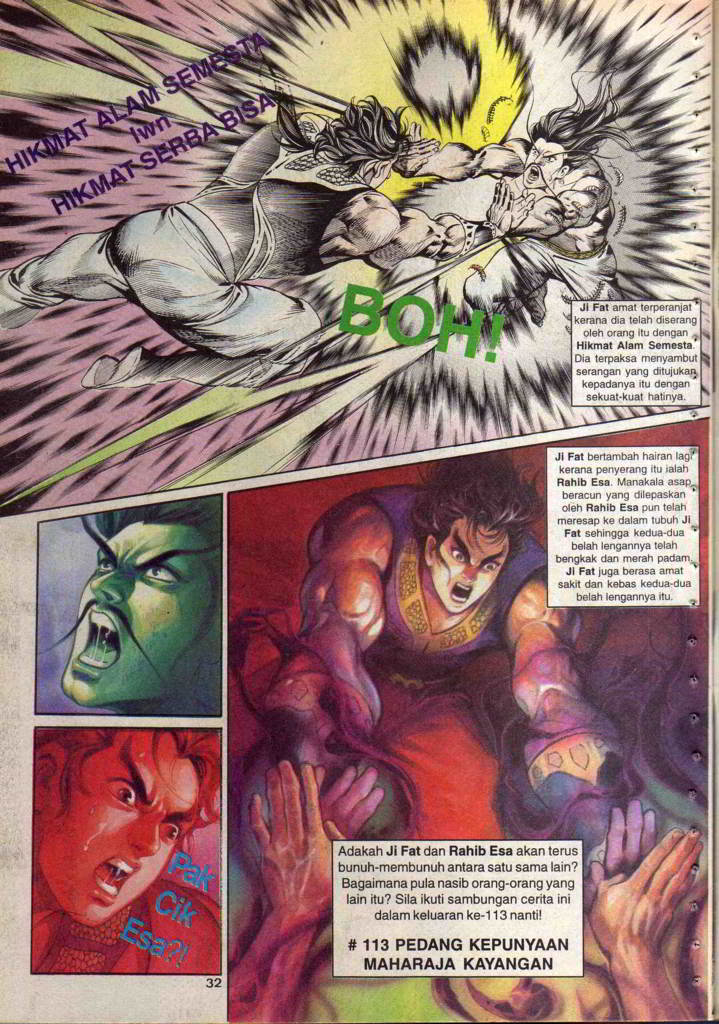 HIKMAT ALAM SEMESTA
lwn
HIKMAT SERBA BISA!
BOH!
Ji Fat amat terperanjat
kerana dia telah diserang
oleh orang itu dengan
Hikmat Alam Semesta.
Dia terpaksa menyambut
serangan yang ditujukan
kepadanya itu dengan
sekuat-kuat hatinya.
Ji Fat bertambah hairan lagi
kerana penyerang itu ialah
Rahib Esa. Manakala asap
beracun yang dilepaskan
oleh Rahib Esa pun telah
meresap ke dalam tubuh Ji
Fat sehingga kedua-dua
belah lengannya telah
bengkak dan merah padam.
Ji Fat juga berasa amat
sakit dan kebas kedua-dua
belah lengannya itu.
Pak
Cik
Esa?!
Adakah Ji Fat dan Rahib Esa akan terus
bunuh-membunuh antara satu sama lain?
Bagaimana pula nasib orang-orang yang
lain itu? Sila ikuti sambungan cerita ini
dalam keluaran ke-113 nanti!
# 113 PEDANG KEPUNYAAN
MAHARAJA KAYANGAN
32